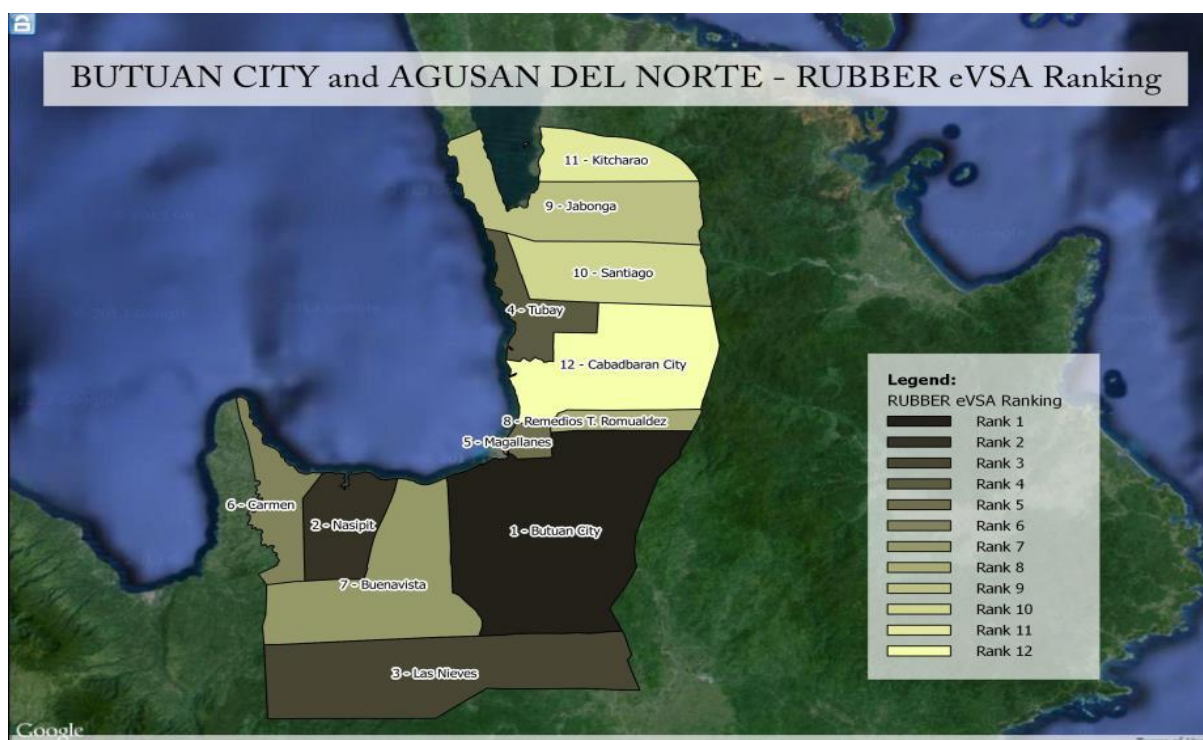 BUTUAN CITY and AGUSAN DEL NORTE - RUBBER eVSA Ranking
11 - Kitcharao
9 - Jabonga
10 - Santiago
4 - Tubay
12 - Cabadbaran City
8 - Remedios T. Romualdez
5 - Magallanes
6 - Carmen
2 - Nasipit
1 - Butuan City
7 - Buenavista
3 - Las Nieves
Legend:
RUBBER eVSA Ranking
Rank 1
Rank 2
Rank 3
Rank 4
Rank 5
Rank 6
Rank 7
Rank 8
Rank 9
Rank 10
Rank 11
Rank 12
Google